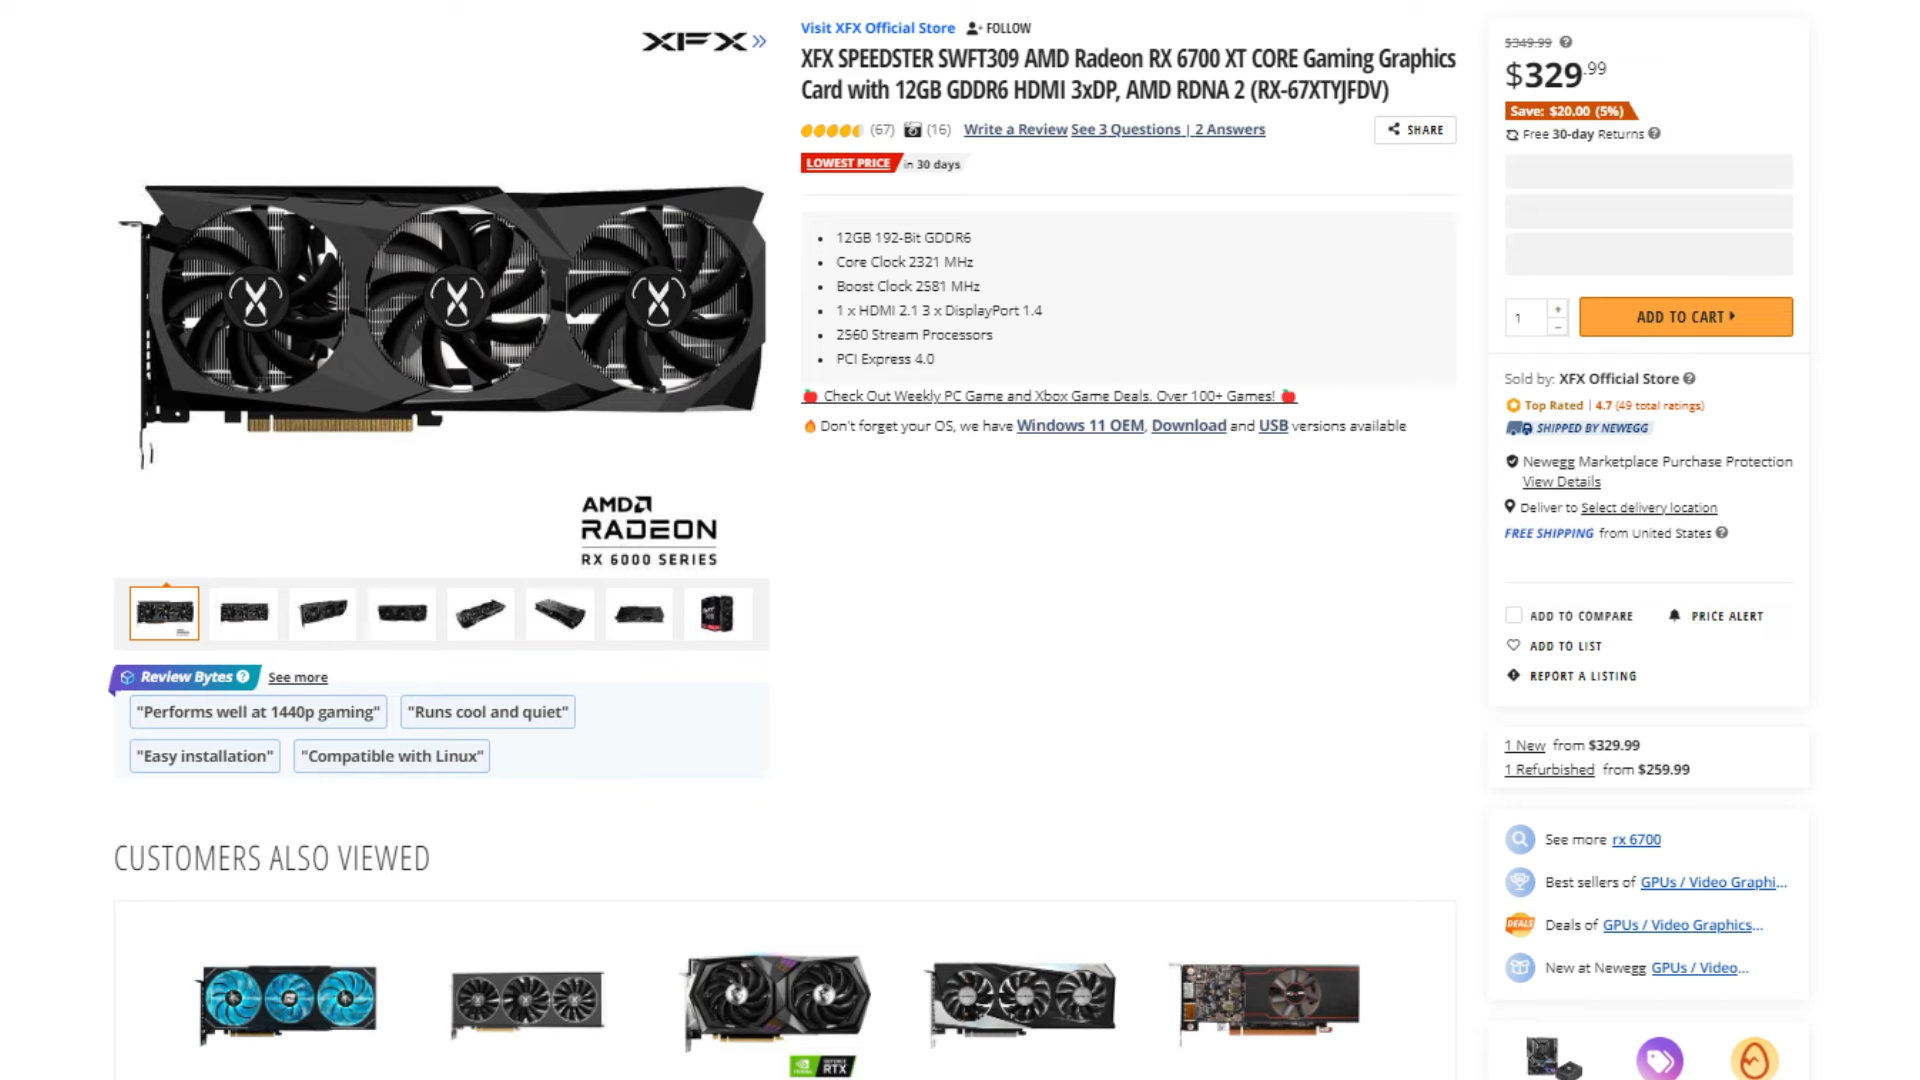 XFX
Visit XFX Official Store FOLLOW
XFX SPEEDSTER SWFT309 AMD Radeon RX 6700 XT CORE Gaming Graphics
Card with 12GB GDDR6 HDMI 3xDP, AMD RDNA 2 (RX-67XTYJFDV)
(67) (16) Write a Review See 3 Questions | 2 Answers
SHARE
LOWEST PRICE in 30 days
12GB 192-Bit GDDR6
Core Clock 2321 MHz
Boost Clock 2581 MHz
1 x HDMI 2.1 3 x DisplayPort 1.4
2560 Stream Processors
PCI Express 4.0
Check Out Weekly PC Game and Xbox Game Deals. Over 100+ Games!
Don't forget your OS, we have Windows 11 OEM, Download and USB versions available
AMD
RADEON
RX 6000 SERIES
Review Bytes ? See more
"Performs well at 1440p gaming" "Runs cool and quiet"
"Easy installation" "Compatible with Linux"
CUSTOMERS ALSO VIEWED
GEFORCE
RTX
$349.99
$329.99
Save: $20.00 (5%)
Free 30-day Returns
1
ADD TO CART
Sold by: XFX Official Store
Top Rated | 4.7 (49 total ratings)
SHIPPED BY NEWEGG
Newegg Marketplace Purchase Protection
View Details
Deliver to Select delivery location
FREE SHIPPING from United States
ADD TO COMPARE PRICE ALERT
ADD TO LIST
REPORT A LISTING
1 New from $329.99
1 Refurbished from $259.99
See more rx 6700
Best sellers of GPUs / Video Graphi...
DEALS Deals of GPUs / Video Graphics...
New at Newegg GPUs / Video...